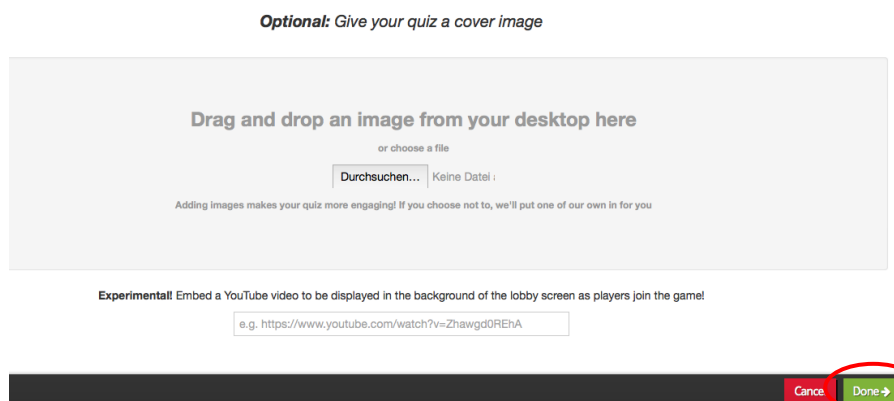 Optional: Give your quiz a cover image
Drag and drop an image from your desktop here
or choose a file
Durchsuchen... Keine Datei
Adding images makes your quiz more engaging! If you choose not to, we'll put one of our own in for you
Experimental! Embed a YouTube video to be displayed in the background of the lobby screen as players join the game!
e.g. https://www.youtube.com/watch?v=Zhawgd0REhA
Cance Done